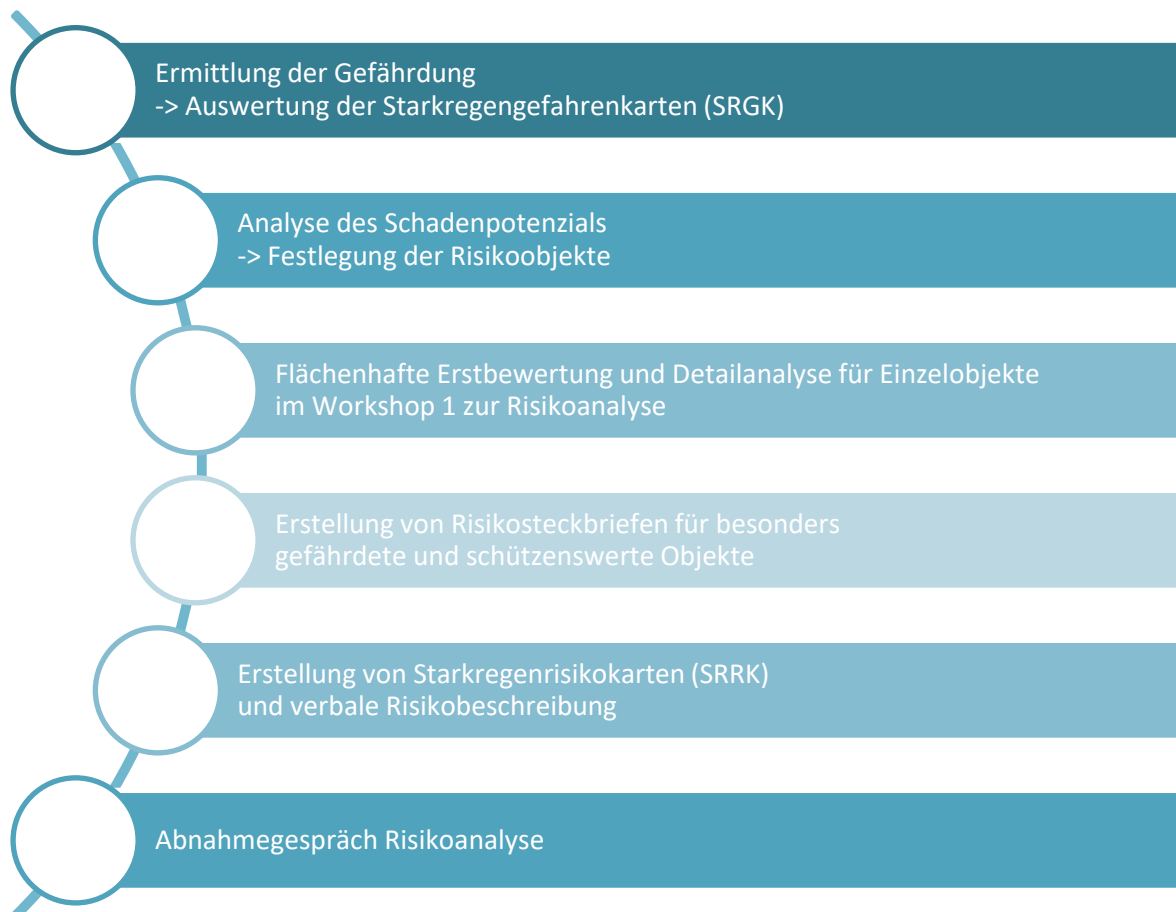 Ermittlung der Gefährdung
-> Auswertung der Starkregengefahrenkarten (SRGK)
Analyse des Schadenpotenzials
-> Festlegung der Risikoobjekte
Flächenhafte Erstbewertung und Detailanalyse für Einzelobjekte
im Workshop 1 zur Risikoanalyse
Erstellung von Risikosteckbriefen für besonders
gefährdete und schützenswerte Objekte
Erstellung von Starkregenrisikokarten (SRRK)
und verbale Risikobeschreibung
Abnahmegespräch Risikoanalyse